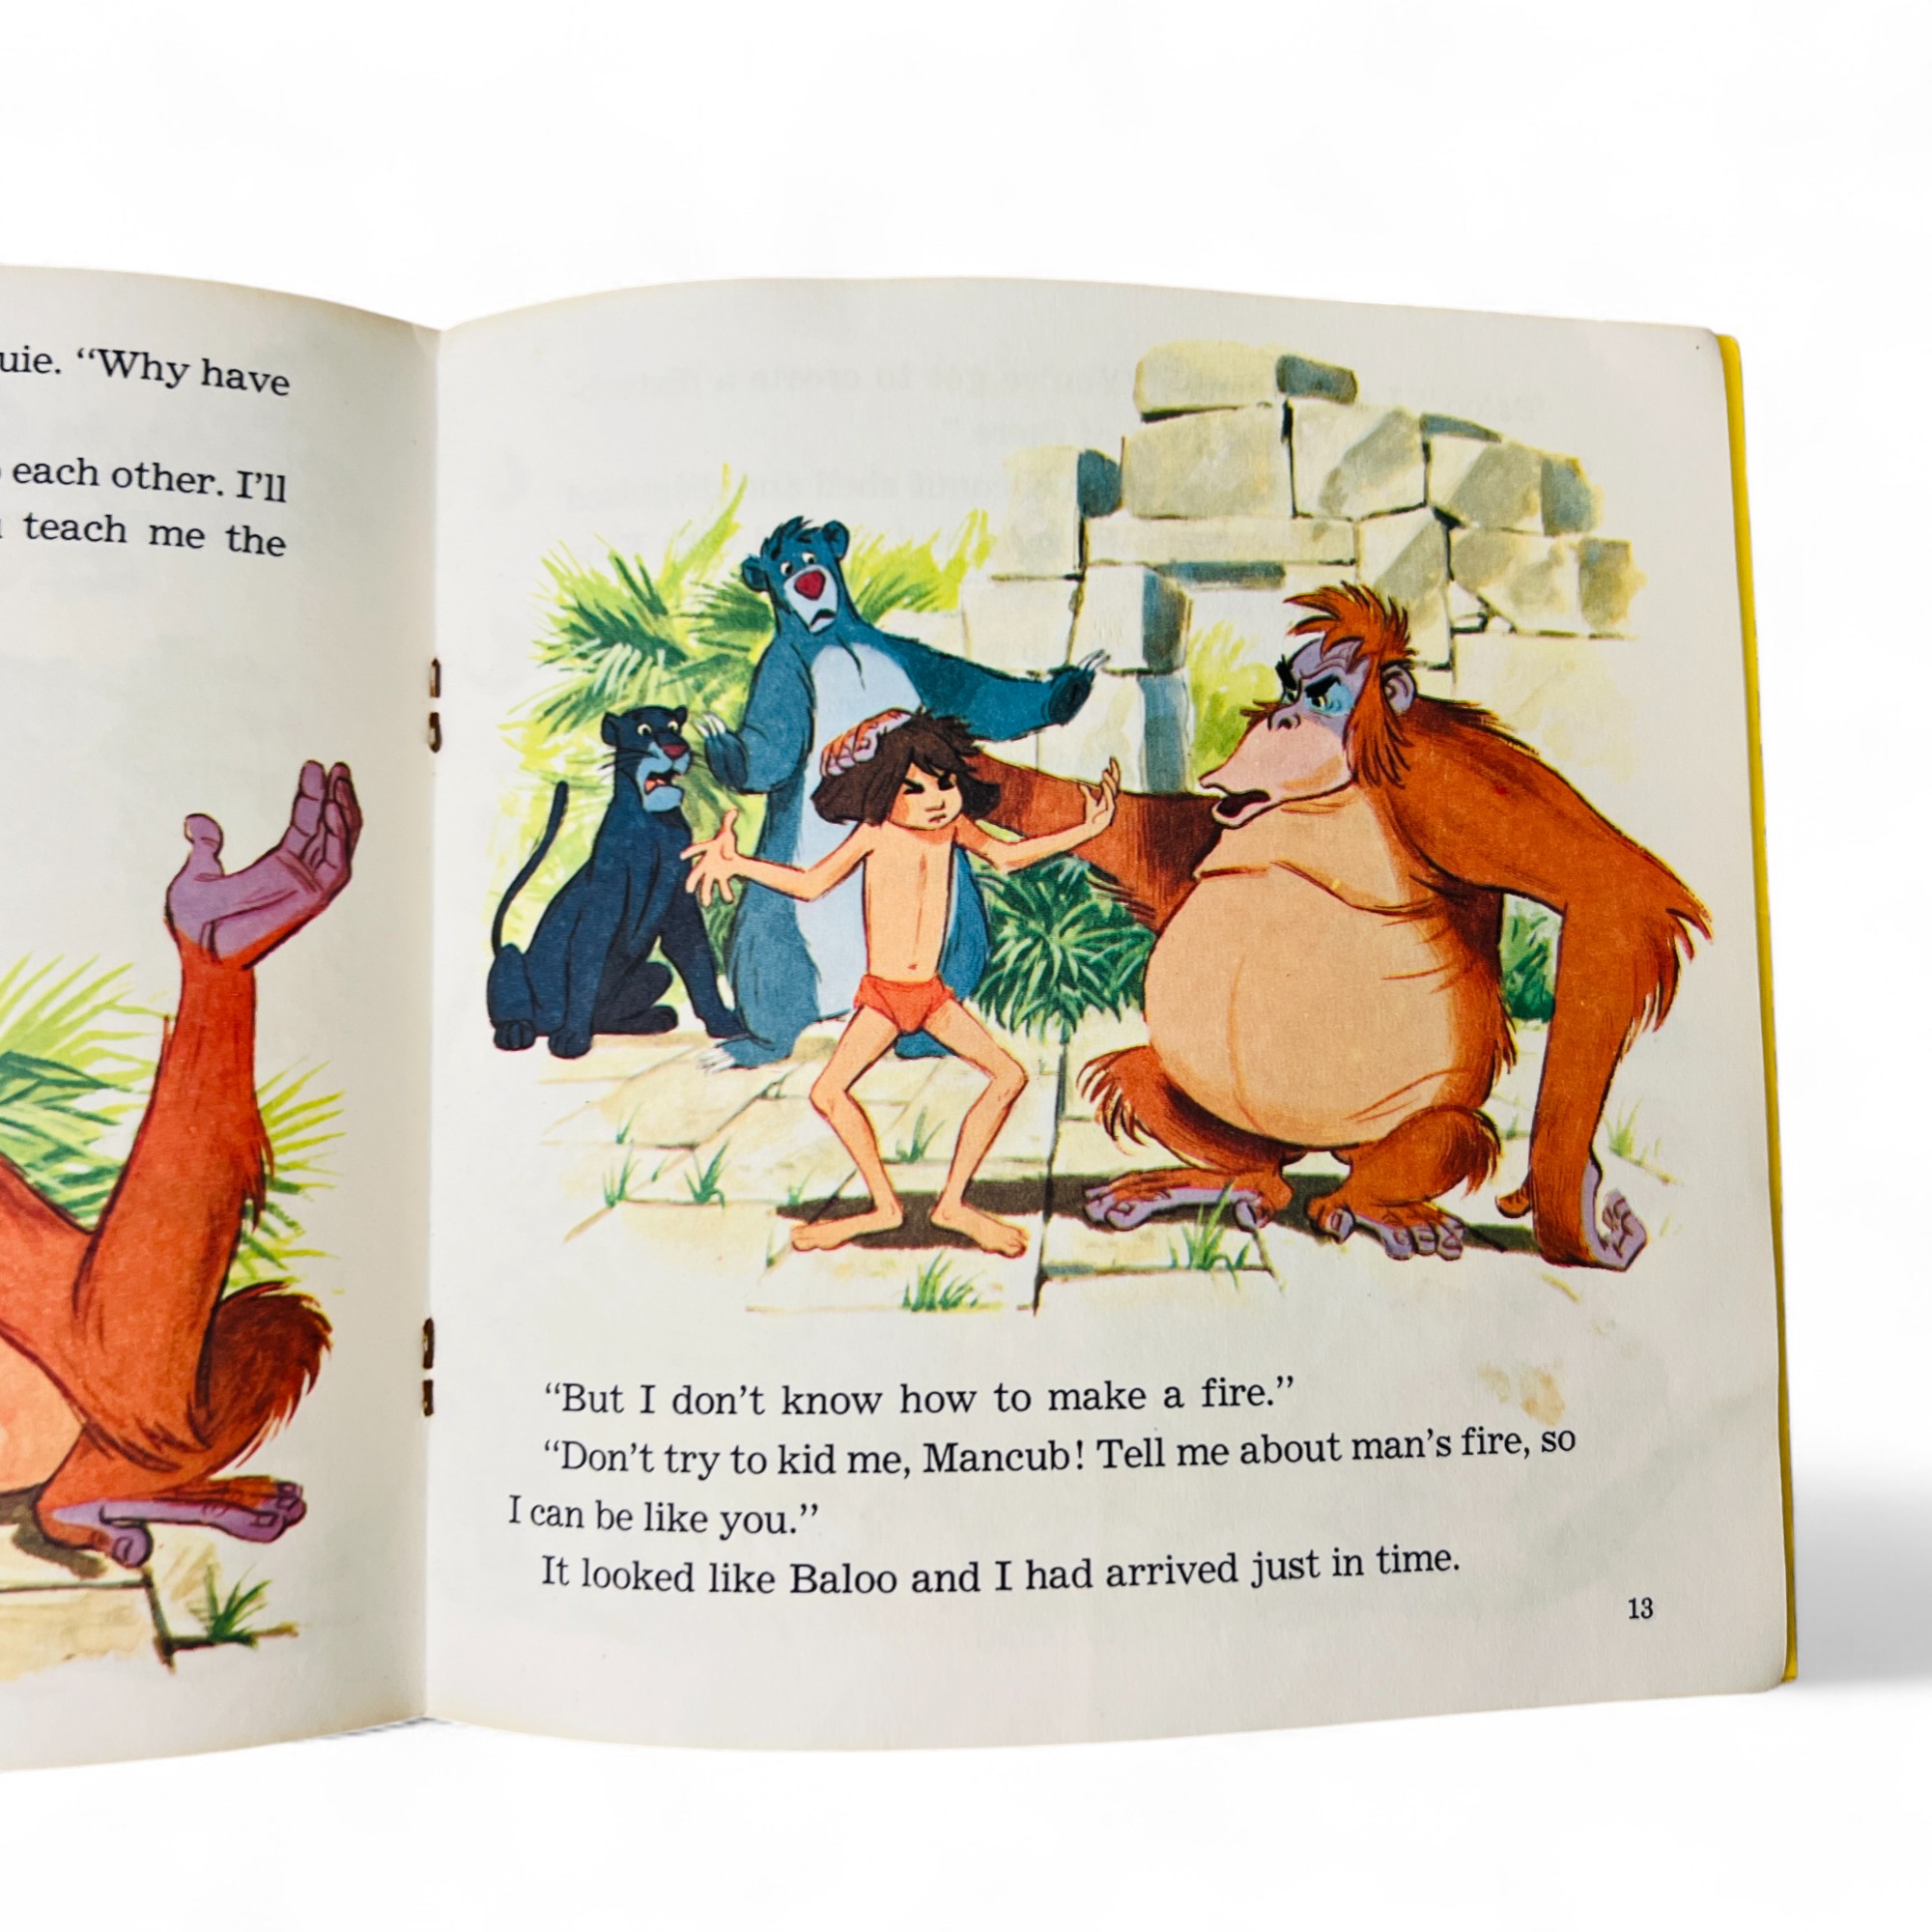 uie. “Why have
each other. I’ll
teach me the
“But I don’t know how to make a fire.”
“Don’t try to kid me, Mancub! Tell me about man’s fire, so
I can be like you.”
It looked like Baloo and I had arrived just in time.
13